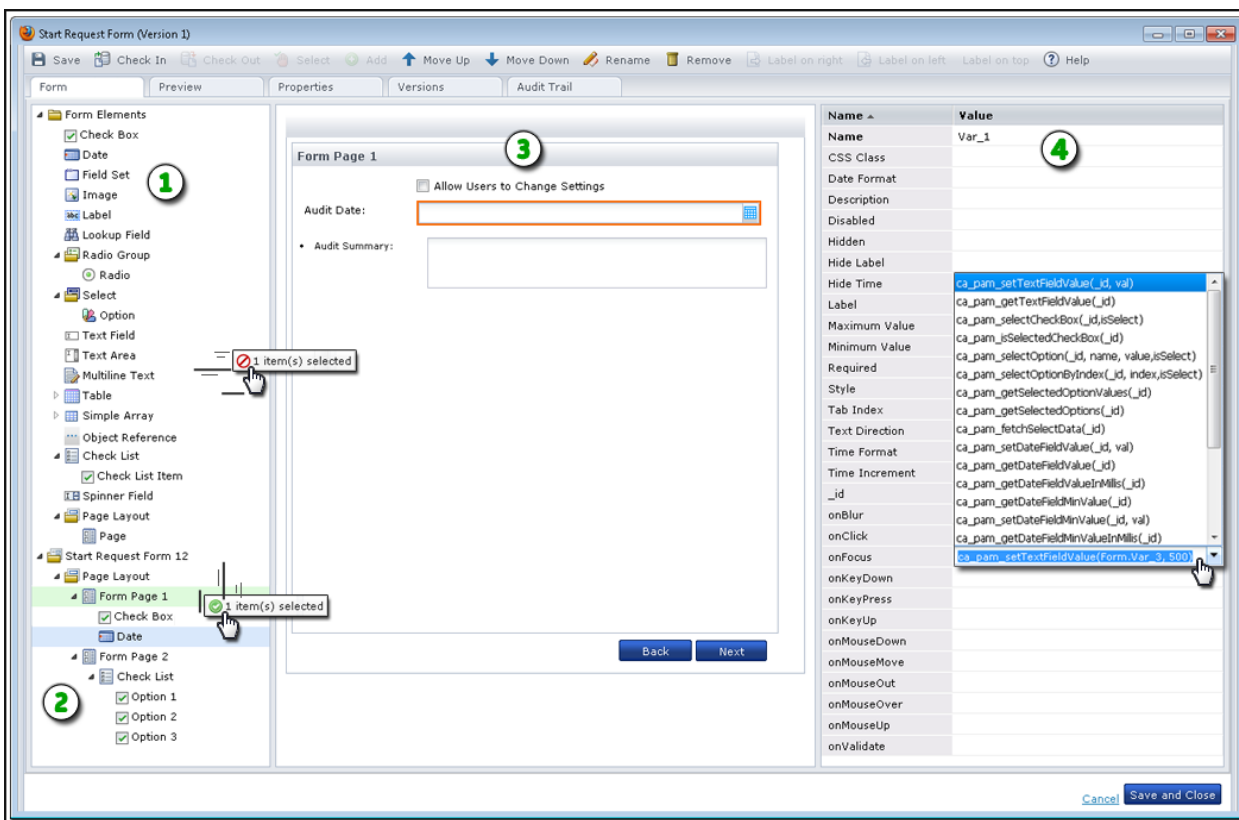 Start Request Form (Version 1)
Save Check In Check Out Select Add Move Up Move Down Rename Remove Label on right Label on left Label on top ? Help
Form Preview Properties Versions Audit Trail
Form Elements
Check Box
Date
Field Set
Image
abc Label
Lookup Field
Radio Group
Radio
Select
Option
Text Field
Text Area
Multiline Text
Table
Simple Array
Object Reference
Check List
Check List Item
Spinner Field
Page Layout
Page
Start Request Form 12
Page Layout
Form Page 1
Check Box
Date
Form Page 2
Check List
Option 1
Option 2
Option 3
1
2
1 item(s) selected
1 item(s) selected
3
Form Page 1
Allow Users to Change Settings
Audit Date:
• Audit Summary:
Back Next
4
Name Value
Name Var_1
CSS Class
Date Format
Description
Disabled
Hidden
Hide Label
Hide Time
Label
Maximum Value
Minimum Value
Required
Style
Tab Index
Text Direction
Time Format
Time Increment
_id
onBlur
onClick
onFocus
onKeyDown
onKeyPress
onKeyUp
onMouseDown
onMouseMove
onMouseOut
onMouseOver
onMouseUp
onValidate
ca_pam_setTextFieldValue(_id, val)
ca_pam_getTextFieldValue(_id)
ca_pam_selectCheckBox(_id,isSelect)
ca_pam_isSelectedCheckBox(_id)
ca_pam_selectOption(_id, name, value,isSelect)
ca_pam_selectOptionByIndex(_id, index,isSelect)
ca_pam_getSelectedOptionValues(_id)
ca_pam_getSelectedOptions(_id)
ca_pam_fetchSelectData(_id)
ca_pam_setDateFieldValue(_id, val)
ca_pam_getDateFieldValue(_id)
ca_pam_getDateFieldValueInMillis(_id)
ca_pam_getDateFieldMinValue(_id)
ca_pam_setDateFieldMinValue(_id, val)
ca_pam_getDateFieldMinValueInMillis(_id)
ca_pam_setTextFieldValue(Form.Var_3, 500)
Cancel Save and Close